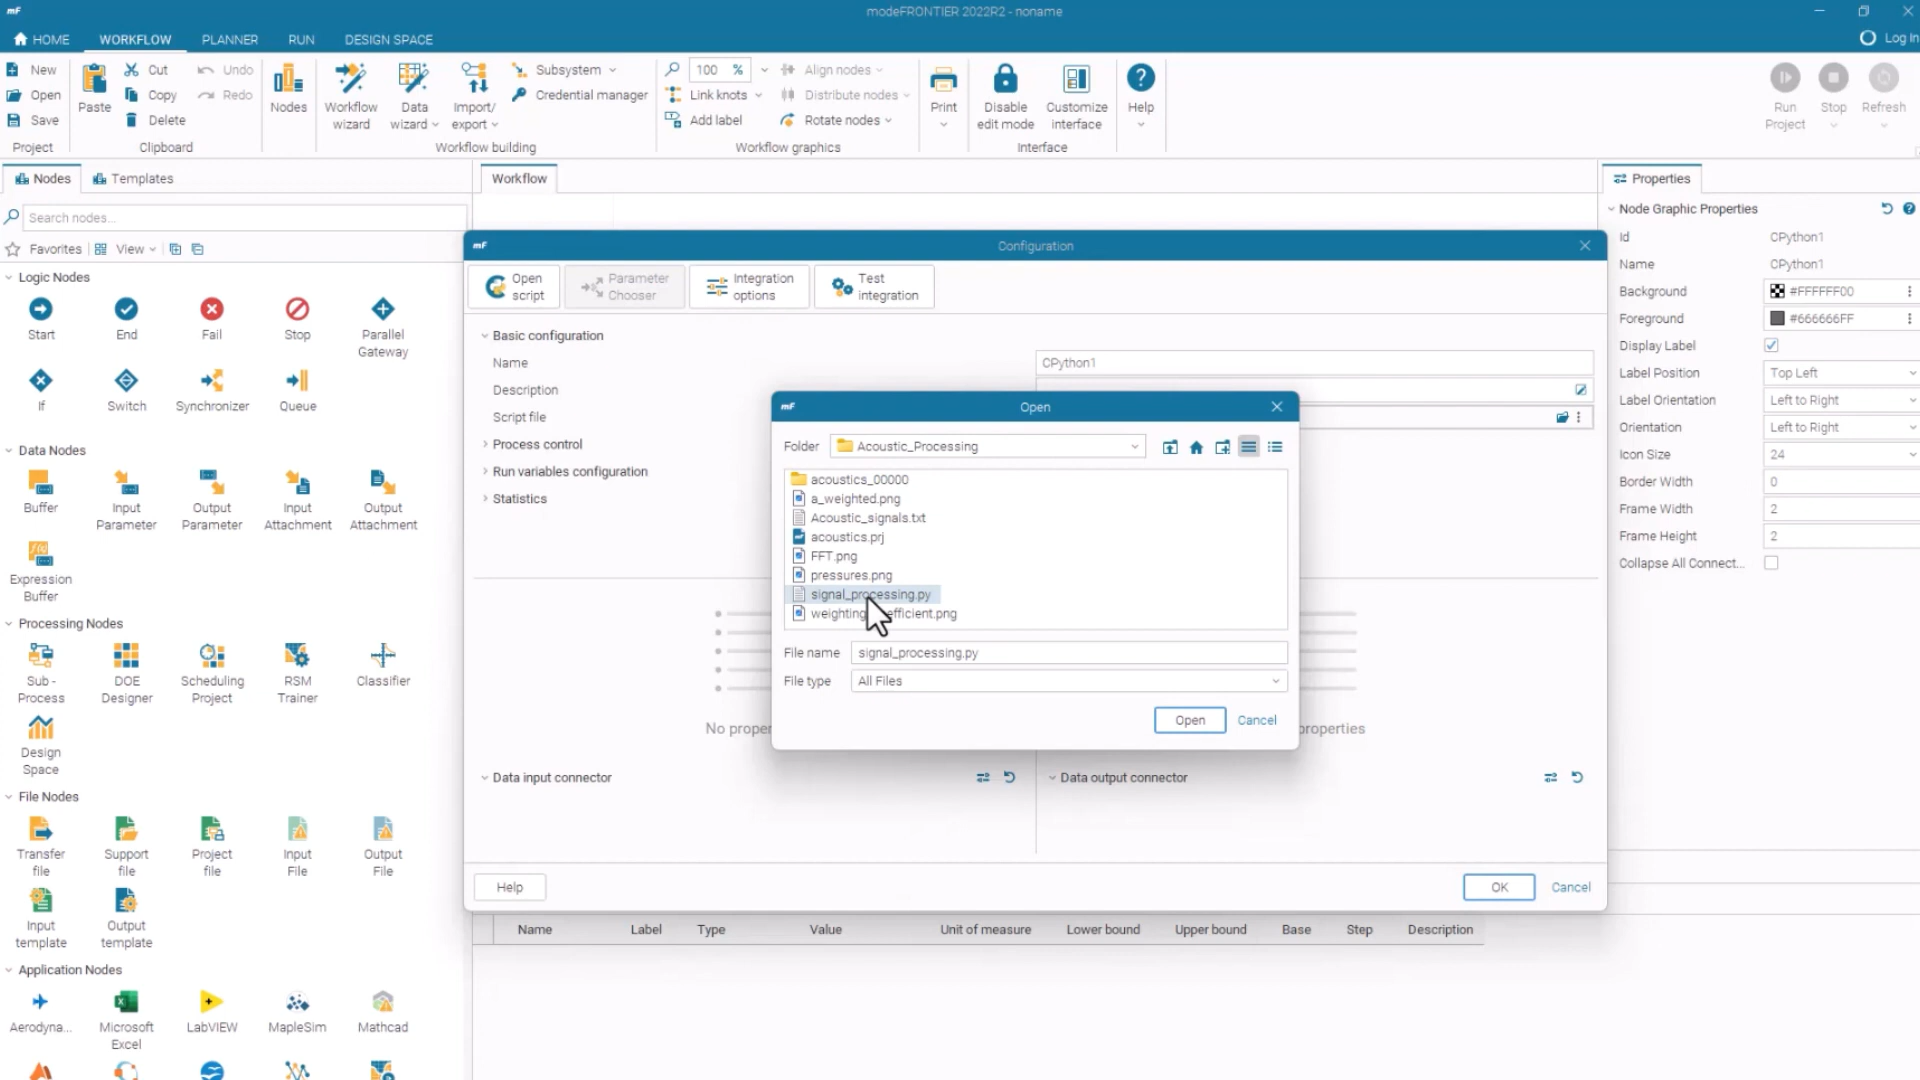 mF
modeFRONTIER 2022R2 - noname
HOME
WORKFLOW
PLANNER
RUN
DESIGN SPACE
Log In
New
Open
Save
Project
Paste
Cut
Copy
Delete
Clipboard
Undo
Redo
Nodes
Workflow
wizard
Data
wizard
Import/
export
Subsystem
Credential manager
Workflow building
100 %
Link knots
Add label
Align nodes
Distribute nodes
Rotate nodes
Workflow graphics
Print
Disable
edit mode
Customize
interface
Interface
Help
Run
Project
Stop
Refresh
Nodes
Templates
Search nodes...
Favorites
View
Logic Nodes
Start
End
Fail
Stop
Parallel
Gateway
If
Switch
Synchronizer
Queue
Data Nodes
Buffer
Input
Parameter
Output
Parameter
Input
Attachment
Output
Attachment
f(x)
Expression
Buffer
Processing Nodes
Sub -
Process
DOE
Designer
Scheduling
Project
RSM
Trainer
Classifier
Design
Space
File Nodes
Transfer
file
Support
file
Project
file
Input
File
Output
File
Input
template
Output
template
Application Nodes
Aerodyna...
Microsoft
Excel
LabVIEW
MapleSim
Mathcad
Workflow
mF
Configuration
Open
script
Parameter
Chooser
Integration
options
Test
integration
Basic configuration
Name
CPython1
Description
Script file
Process control
Run variables configuration
Statistics
No proper
properties
Data input connector
Data output connector
Help
OK
Cancel
mF
Open
Folder
Acoustic_Processing
acoustics_00000
a_weighted.png
Acoustic_signals.txt
acoustics.prj
FFT.png
pressures.png
signal_processing.py
weighting efficient.png
File name
signal_processing.py
File type
All Files
Open
Cancel
Name
Label
Type
Value
Unit of measure
Lower bound
Upper bound
Base
Step
Description
Properties
Node Graphic Properties
Id
CPython1
Name
CPython1
Background
#FFFFFF00
Foreground
#666666FF
Display Label
Label Position
Top Left
Label Orientation
Left to Right
Orientation
Left to Right
Icon Size
24
Border Width
0
Frame Width
2
Frame Height
2
Collapse All Connect...